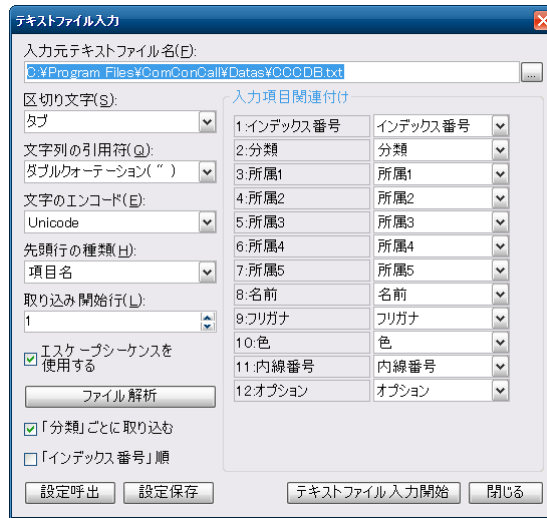 テキストファイル入力
入力元テキストファイル名(F):
C:¥Program Files¥ComConCall¥Datas¥CCCDB.txt
...
区切り文字(S):
タブ
文字列の引用符(Q):
ダブルクォーテーション( ” )
文字のエンコード(E):
Unicode
先頭行の種類(H):
項目名
取り込み開始行(L):
1
エスケープシーケンスを
使用する
ファイル解析
「分類」ごとに取り込む
「インデックス番号」順
入力項目関連付け
1:インデックス番号 インデックス番号
2:分類 分類
3:所属1 所属1
4:所属2 所属2
5:所属3 所属3
6:所属4 所属4
7:所属5 所属5
8:名前 名前
9:フリガナ フリガナ
10:色 色
11:内線番号 内線番号
12:オプション オプション
設定呼出 設定保存 テキストファイル入力開始 閉じる